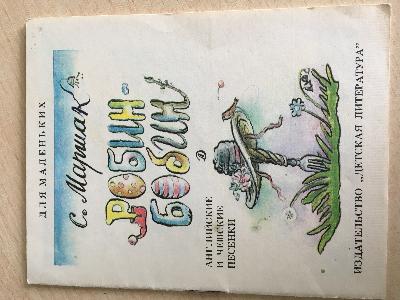 ДЛЯ МАЛЕНЬКИХ
С. Маршак
РОБИН-
БОБИН
АНГЛИЙСКИЕ
И ЧЕШСКИЕ
ПЕСЕНКИ
ИЗДАТЕЛЬСТВО „ДЕТСКАЯ ЛИТЕРАТУРА"